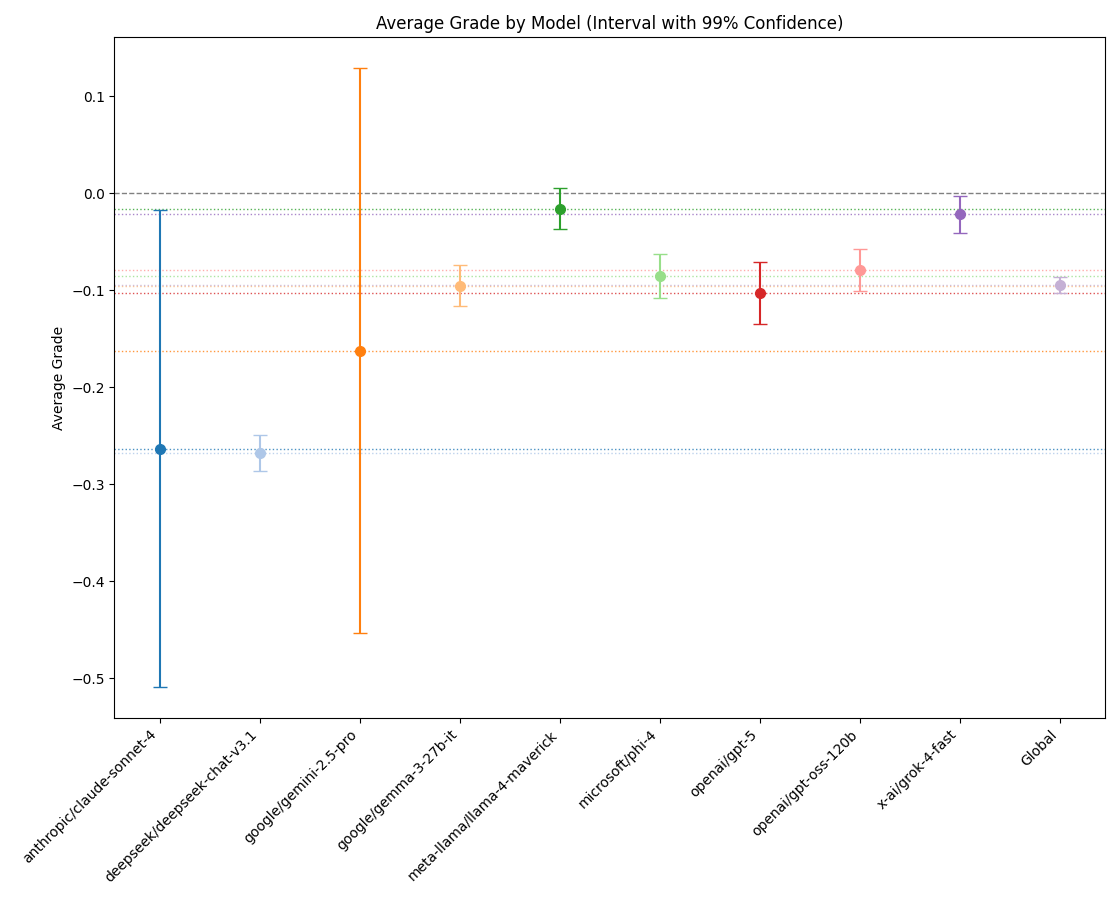 Average Grade by Model (Interval with 99% Confidence)
Average Grade
0.1
0.0
−0.1
−0.2
−0.3
−0.4
−0.5
anthropic/claude-sonnet-4
deepseek/deepseek-chat-v3.1
google/gemini-2.5-pro
google/gemma-3-27b-it
meta-llama/llama-4-maverick
microsoft/phi-4
openai/gpt-5
openai/gpt-oss-120b
x-ai/grok-4-fast
Global